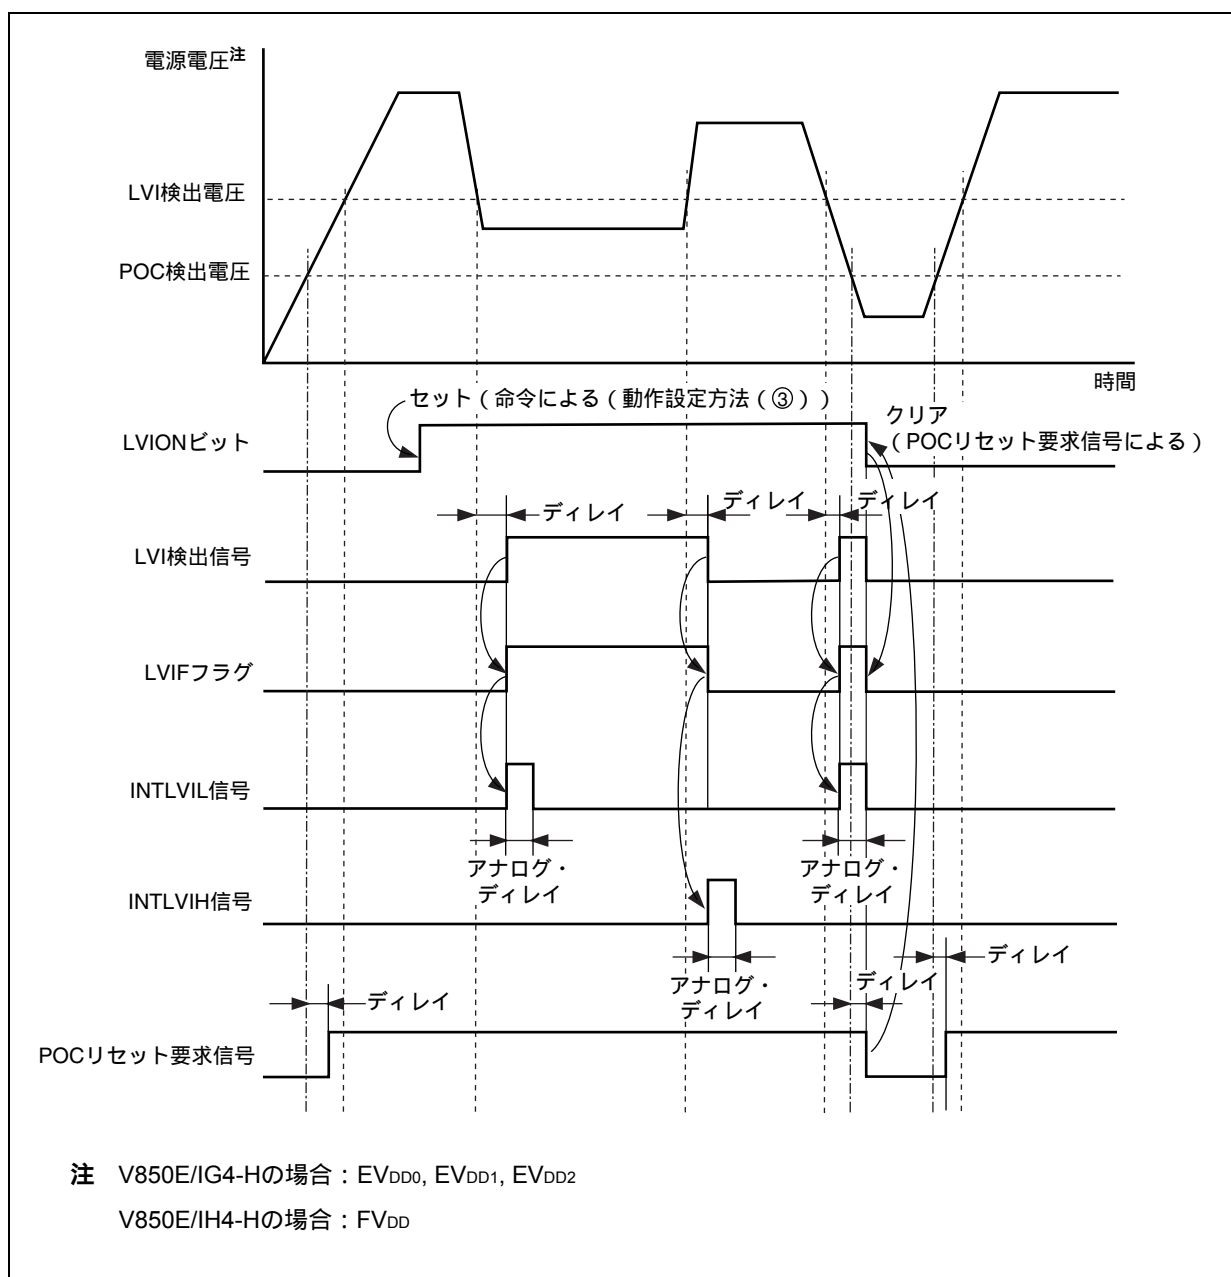 電源電圧注
LVI検出電圧
POC検出電圧
時間
セット（命令による（動作設定方法（③））
クリア
（POCリセット要求信号による）
LVIONビット
ディレイ
ディレイ
ディレイ
LVI検出信号
LVIFフラグ
INTLVIL信号
アナログ・
ディレイ
アナログ・
ディレイ
INTLVIH信号
アナログ・
ディレイ
ディレイ
ディレイ
ディレイ
POCリセット要求信号
注 V850E/IG4-Hの場合：EVDD0, EVDD1, EVDD2
V850E/IH4-Hの場合：FVDD